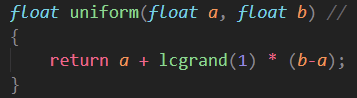 float uniform(float a, float b) //
{
    return a + lcgrand(1) * (b-a);
}